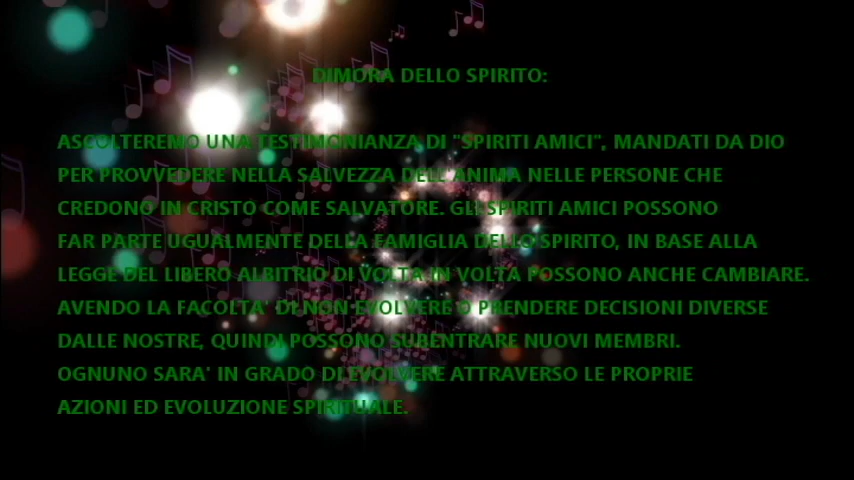 DIMORA DELLO SPIRITO:
ASCOLTEREMO UNA TESTIMONIANZA DI "SPIRITI AMICI", MANDATI DA DIO
PER PROVVEDERE NELLA SALVEZZA DELL'ANIMA NELLE PERSONE CHE
CREDONO IN CRISTO COME SALVATORE. GLI SPIRITI AMICI POSSONO
FAR PARTE UGUALMENTE DELLA FAMIGLIA DELLO SPIRITO, IN BASE ALLA
LEGGE DEL LIBERO ALBITRIO DI VOLTA IN VOLTA POSSONO ANCHE CAMBIARE.
AVENDO LA FACOLTA' DI NON EVOLVERE O PRENDERE DECISIONI DIVERSE
DALLE NOSTRE, QUINDI POSSONO SUBENTRARE NUOVI MEMBRI.
OGNUNO SARA' IN GRADO DI EVOLVERE ATTRAVERSO LE PROPRIE
AZIONI ED EVOLUZIONE SPIRITUALE.